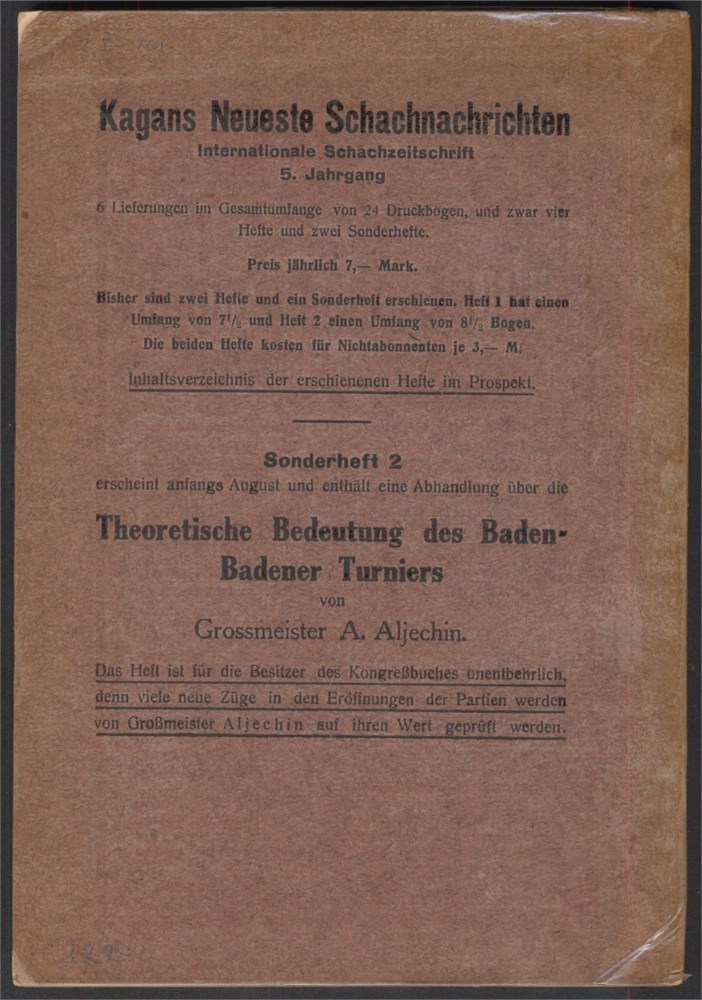 Kagans Neueste Schachnachrichten
Internationale Schachzeitschrift
5. Jahrgang
6 Lieferungen im Gesamtumfange von 24 Druckbogen, und zwar vier
Hefte und zwei Sonderhefte.
Preis jährlich 7,— Mark.
Bisher sind zwei Hefte und ein Sonderheft erschienen. Heft 1 hat einen
Umfang von 7½ und Heft 2 einen Umfang von 8½ Bogen.
Die beiden Hefte kosten für Nichtabonnenten je 3,— M.
Inhaltsverzeichnis der erschienenen Hefte im Prospekt.
Sonderheft 2
erscheint anfangs August und enthält eine Abhandlung über die
Theoretische Bedeutung des Baden-
Badener Turniers
von
Grossmeister A. Aljechin.
Das Heft ist für die Besitzer des Kongreßbuches unentbehrlich,
denn viele neue Züge in den Eröffnungen der Partien werden
von Großmeister Aljechin auf ihren Wert geprüft werden.